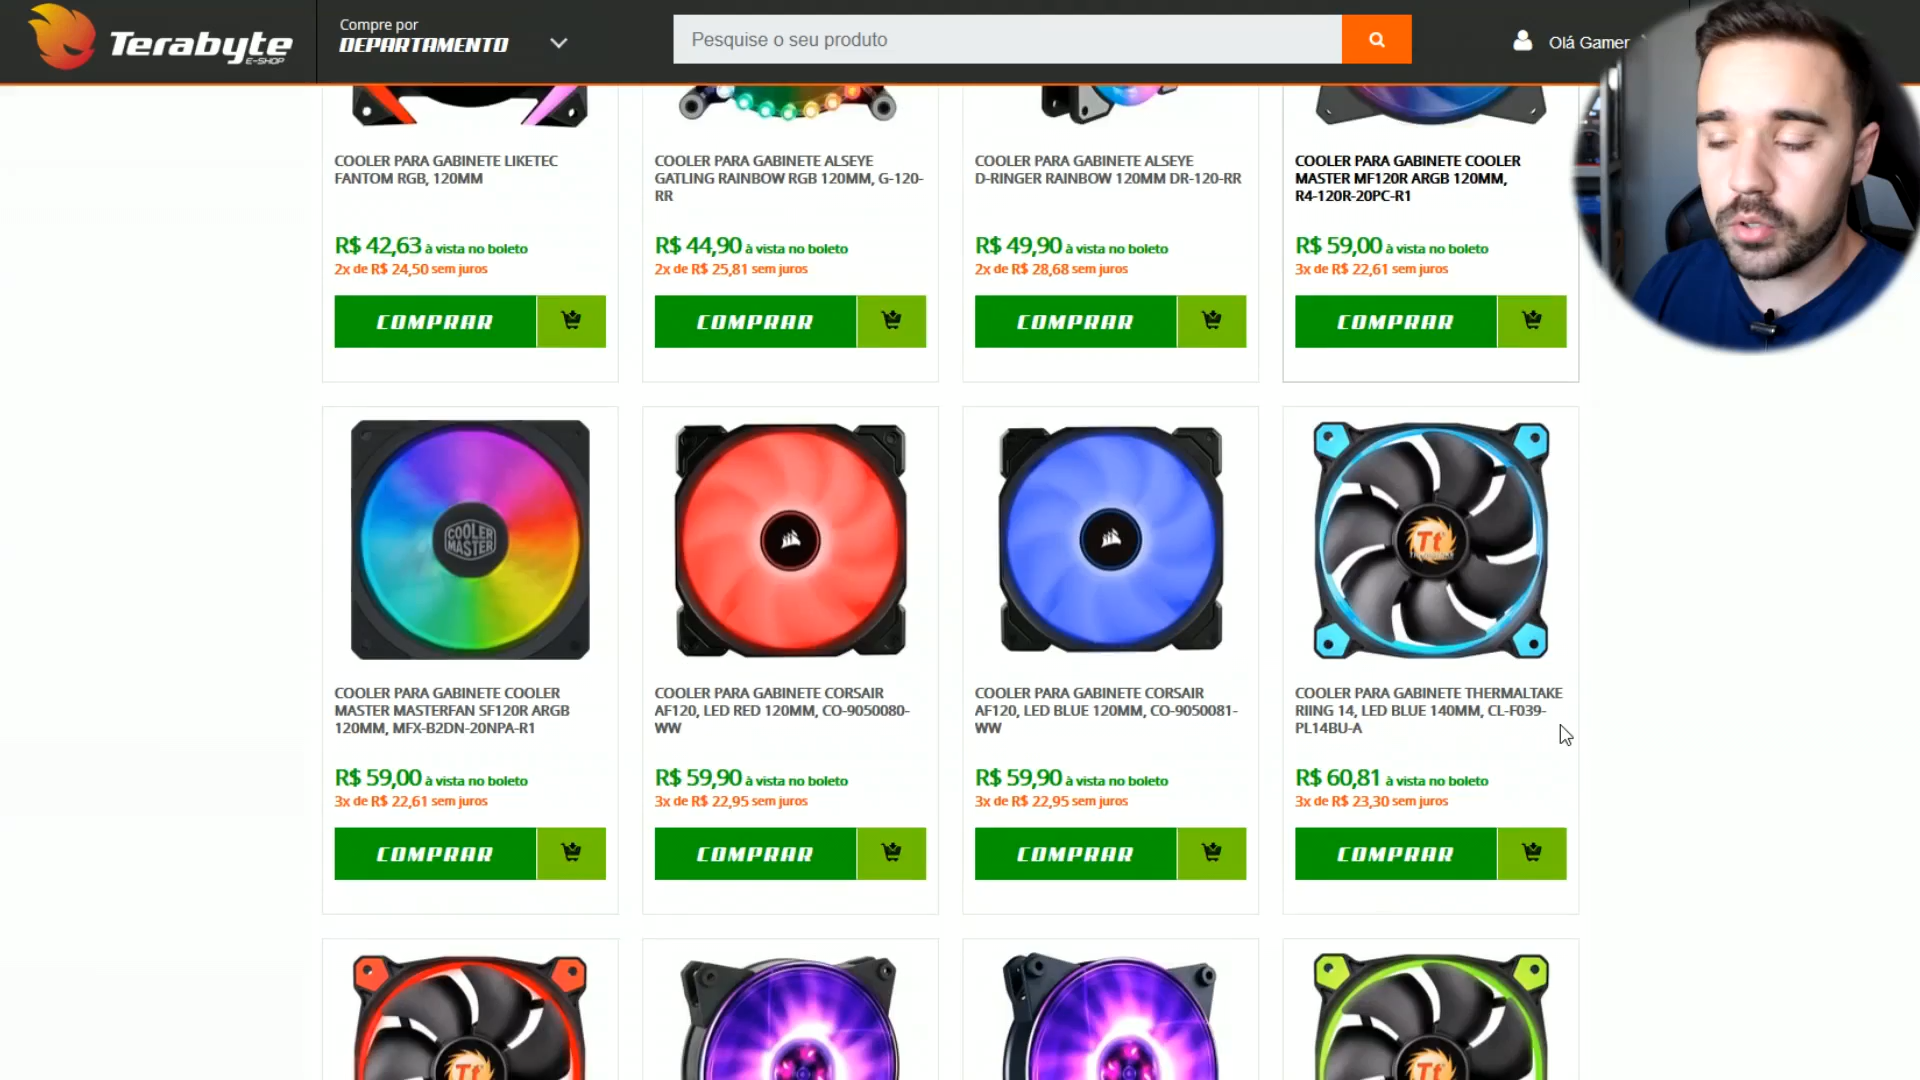 Terabyte
E-SHOP
Compre por
DEPARTAMENTO
Pesquise o seu produto
Olá Gamer
COOLER PARA GABINETE LIKETEC
FANTOM RGB, 120MM
R$ 42,63 à vista no boleto
2x de R$ 24,50 sem juros
COMPRAR
COOLER PARA GABINETE ALSEYE
GATLING RAINBOW RGB 120MM, G-120-
RR
R$ 44,90 à vista no boleto
2x de R$ 25,81 sem juros
COMPRAR
COOLER PARA GABINETE ALSEYE
D-RINGER RAINBOW 120MM DR-120-RR
R$ 49,90 à vista no boleto
2x de R$ 28,68 sem juros
COMPRAR
COOLER PARA GABINETE COOLER
MASTER MF120R ARGB 120MM,
R4-120R-20PC-R1
R$ 59,00 à vista no boleto
3x de R$ 22,61 sem juros
COMPRAR
COOLER
MASTER
COOLER PARA GABINETE COOLER
MASTER MASTERFAN SF120R ARGB
120MM, MFX-B2DN-20NPA-R1
R$ 59,00 à vista no boleto
3x de R$ 22,61 sem juros
COMPRAR
COOLER PARA GABINETE CORSAIR
AF120, LED RED 120MM, CO-9050080-
WW
R$ 59,90 à vista no boleto
3x de R$ 22,95 sem juros
COMPRAR
COOLER PARA GABINETE CORSAIR
AF120, LED BLUE 120MM, CO-9050081-
WW
R$ 59,90 à vista no boleto
3x de R$ 22,95 sem juros
COMPRAR
Tt
COOLER PARA GABINETE THERMALTAKE
RIING 14, LED BLUE 140MM, CL-F039-
PL14BU-A
R$ 60,81 à vista no boleto
3x de R$ 23,30 sem juros
COMPRAR
Tt
Tt